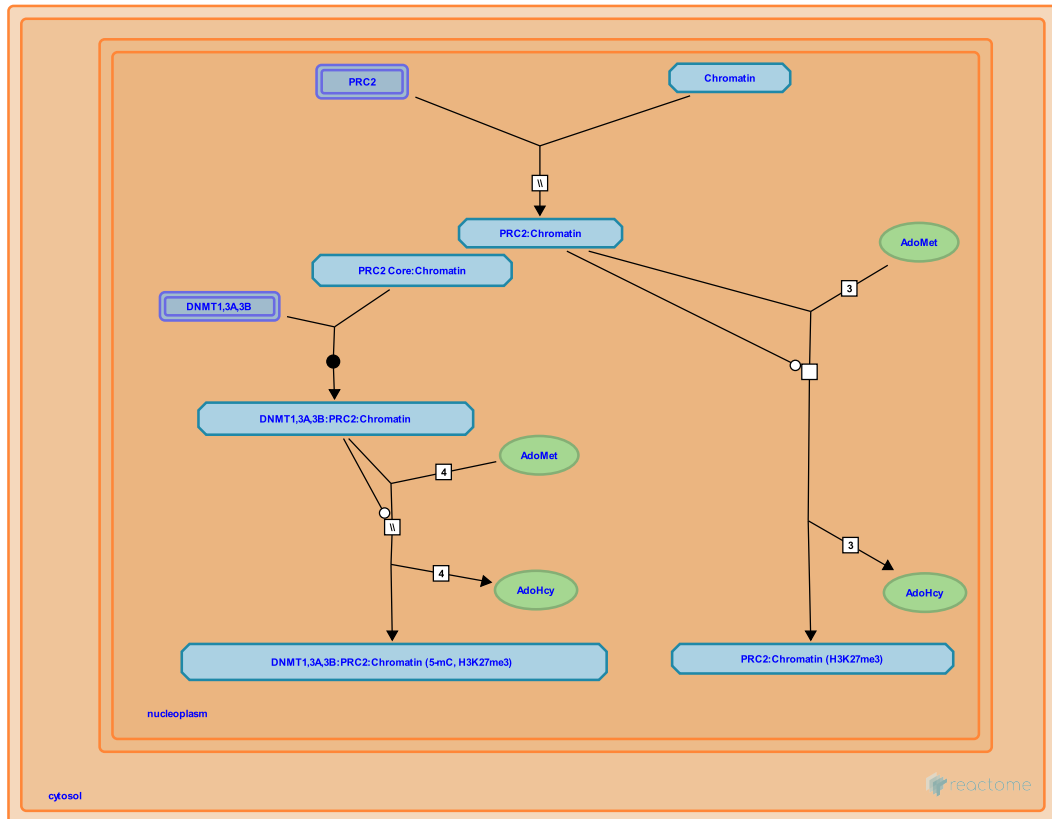 PRC2
Chromatin
\\
PRC2:Chromatin
AdoMet
PRC2 Core:Chromatin
3
DNMT1,3A,3B
DNMT1,3A,3B:PRC2:Chromatin
AdoMet
4
\\
3
4
AdoHcy
AdoHcy
DNMT1,3A,3B:PRC2:Chromatin (5-mC, H3K27me3)
PRC2:Chromatin (H3K27me3)
nucleoplasm
reactome
cytosol